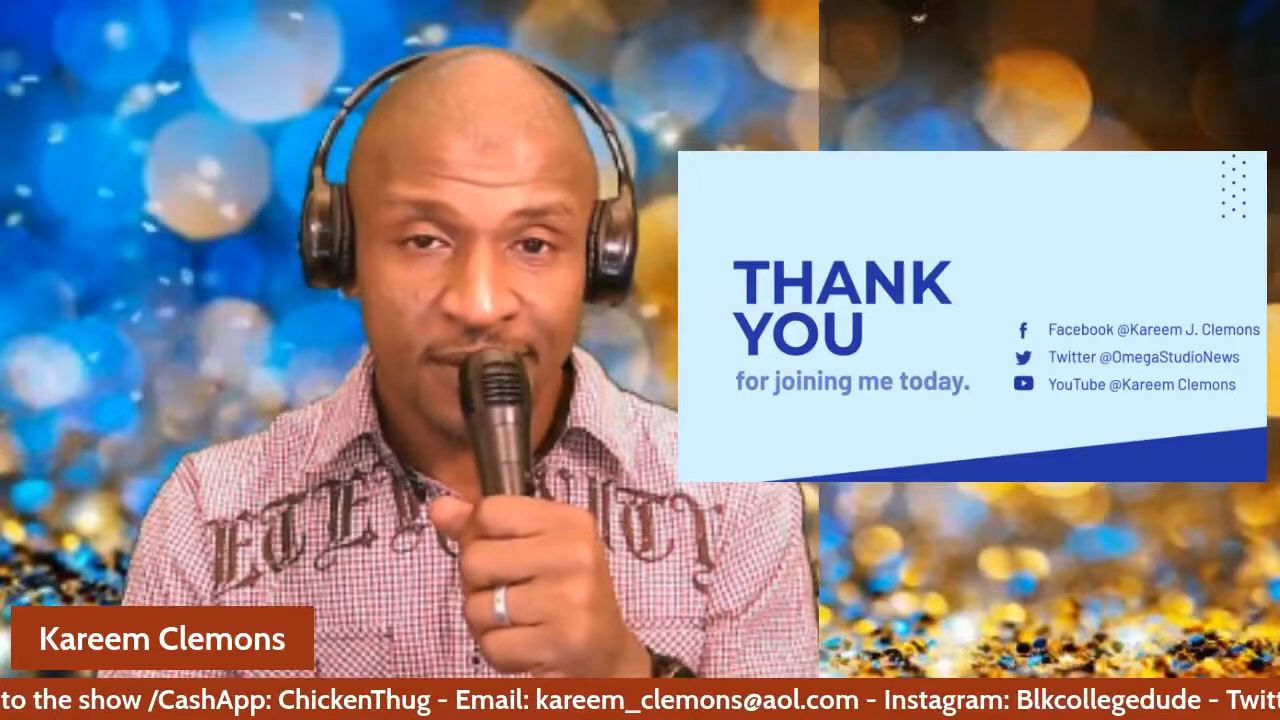 THANK
YOU
for joining me today.
Facebook @Kareem J. Clemons
Twitter @OmegaStudioNews
YouTube @Kareem Clemons
Kareem Clemons
to the show /CashApp: ChickenThug - Email: kareem_clemons@aol.com - Instagram: Blkcollegedude - Twitt